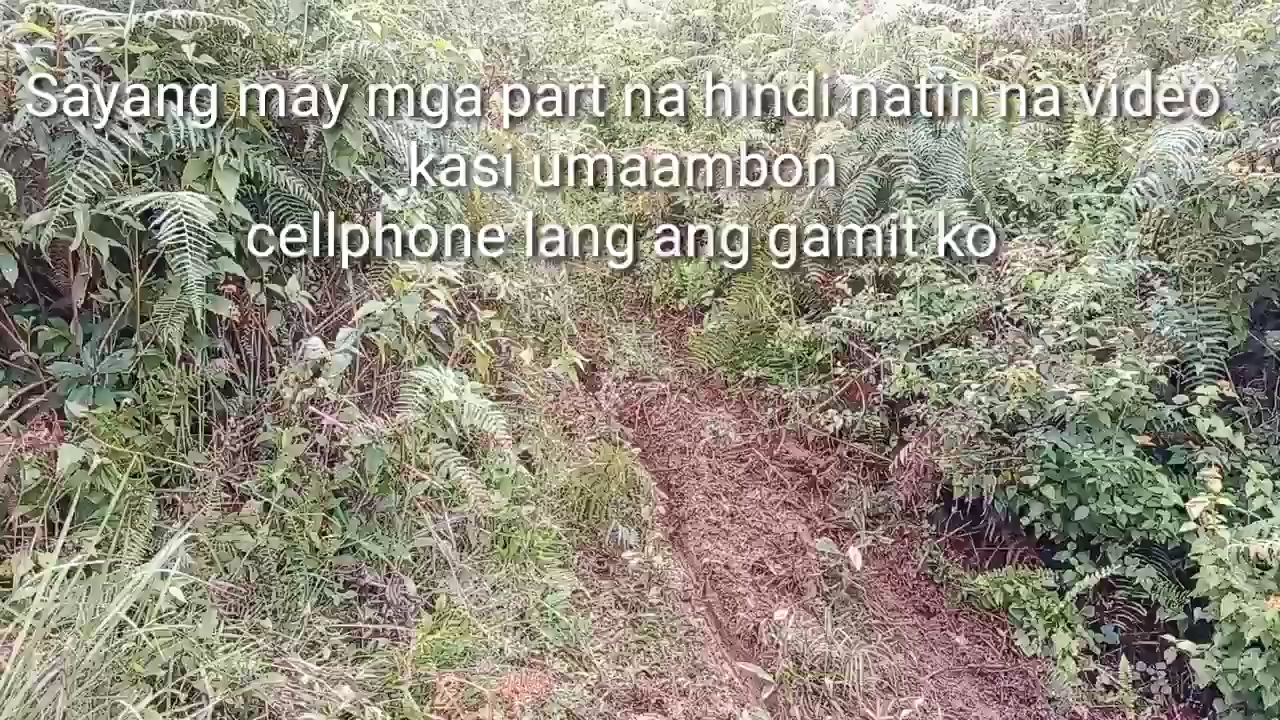 Sayang may mga part na hindi natin na video
kasi umaambon
cellphone lang ang gamit ko